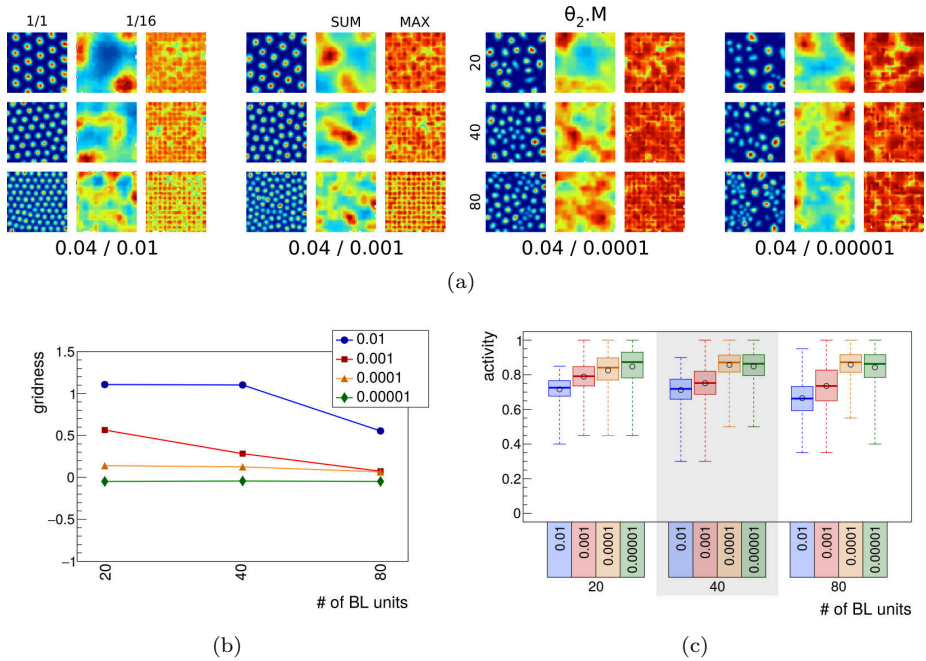 1/1 1/16 SUM MAX θ₂.M
20
40
80
0.04 / 0.01 0.04 / 0.001 0.04 / 0.0001 0.04 / 0.00001
(a)
gridness
1.5
1
0.5
0
−0.5
−1
0.01
0.001
0.0001
0.00001
20 40 80
# of BL units
(b)
activity
1
0.8
0.6
0.4
0.2
0
0.01 0.001 0.0001 0.00001 0.01 0.001 0.0001 0.00001 0.01 0.001 0.0001 0.00001
20 40 80
# of BL units
(c)